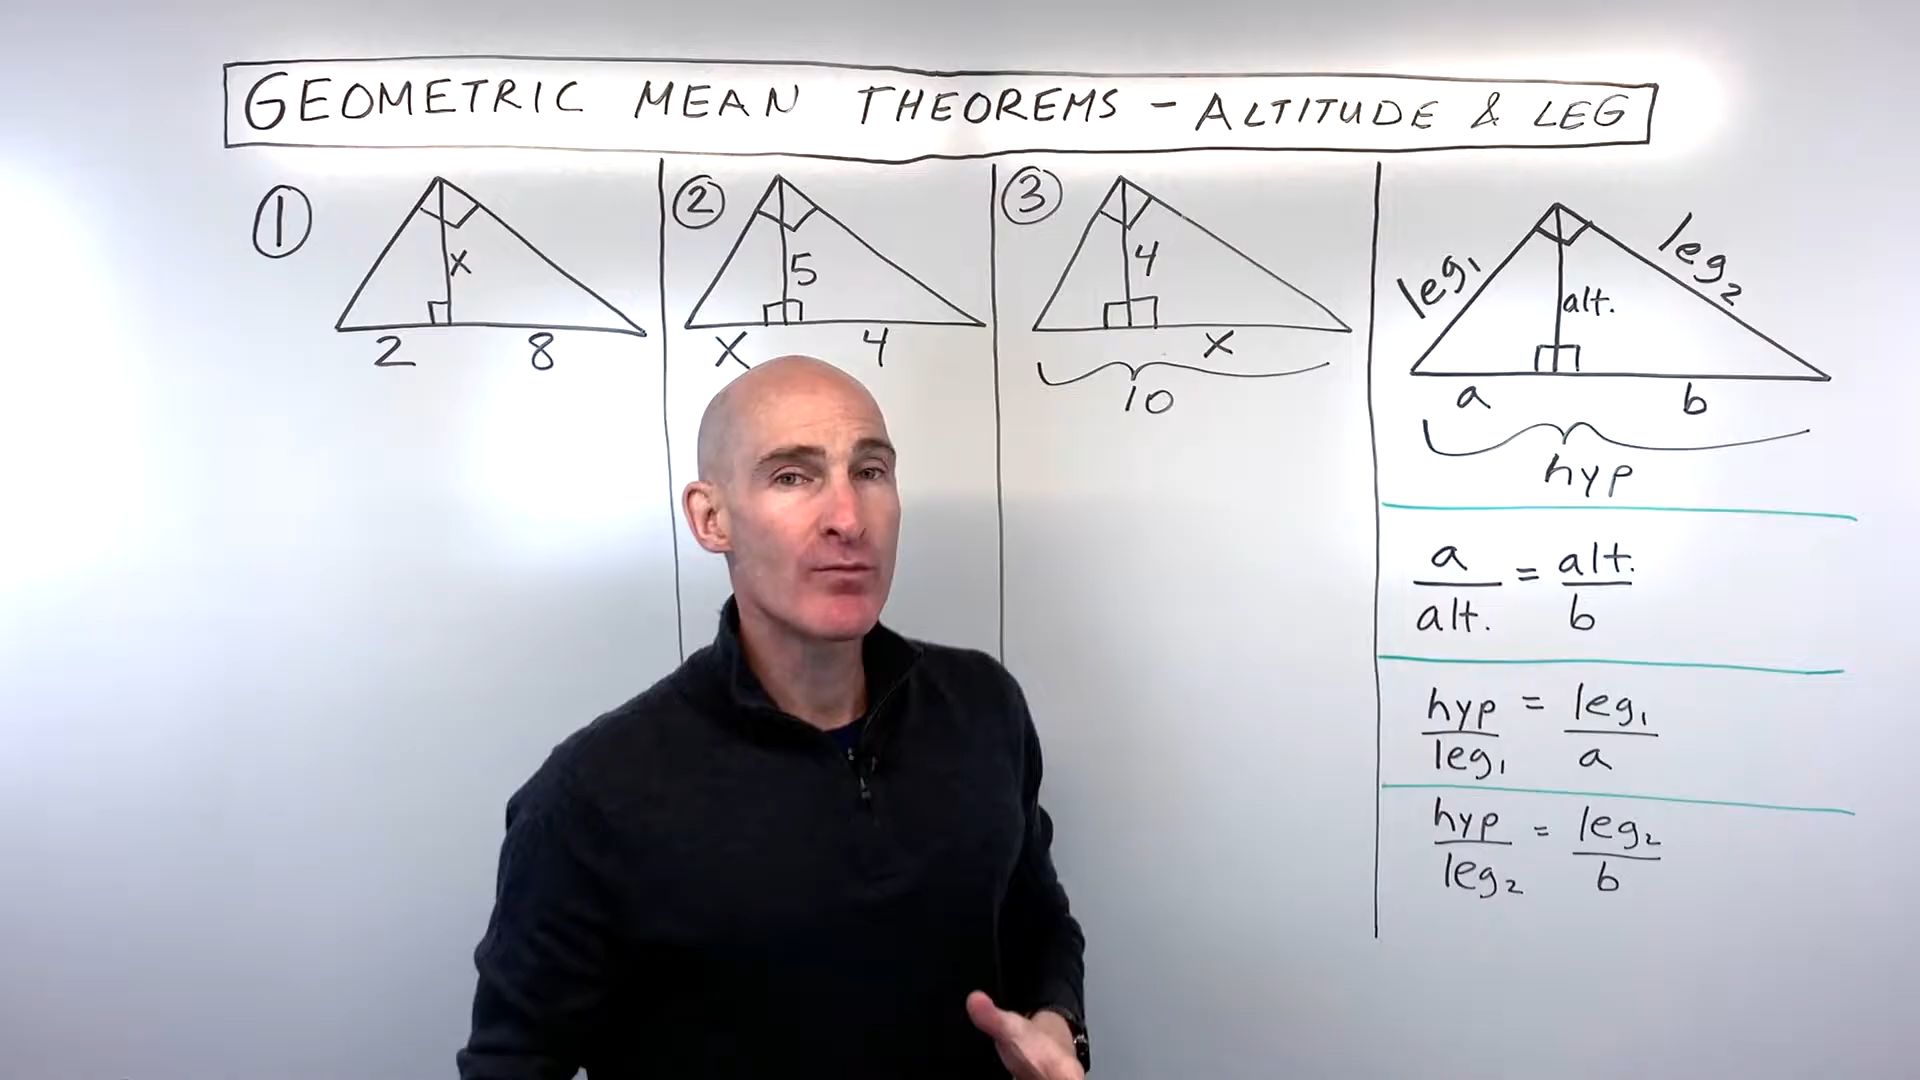 GEOMETRIC MEAN THEOREMS - ALTITUDE & LEG
1
x
2 8
2
5
x 4
3
4
x
10
leg1 leg2
alt.
a b
hyp
a/alt. = alt./b
hyp/leg1 = leg1/a
hyp/leg2 = leg2/b